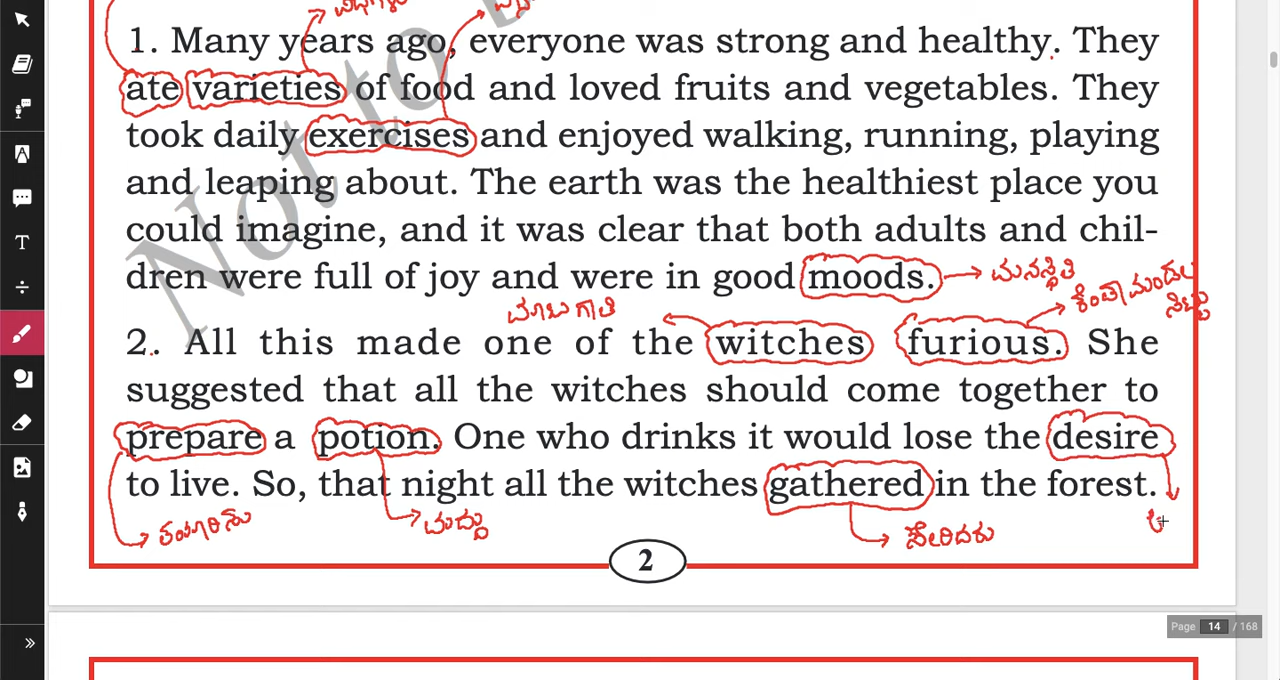 1. Many years ago, everyone was strong and healthy. They
ate varieties of food and loved fruits and vegetables. They
took daily exercises and enjoyed walking, running, playing
and leaping about. The earth was the healthiest place you
could imagine, and it was clear that both adults and chil-
dren were full of joy and were in good moods. ಮನಸ್ಥಿತಿ
ಕೆಂಡಾಮಂಡಲ
ಸಿಟ್ಟು
ಮಾಟಗಾತಿ
2. All this made one of the witches furious. She
suggested that all the witches should come together to
prepare a potion. One who drinks it would lose the desire
to live. So, that night all the witches gathered in the forest.
ತಯಾರಿಸು ಮದ್ದು ಸೇರಿದರು
2
Not to
Page 14 / 168